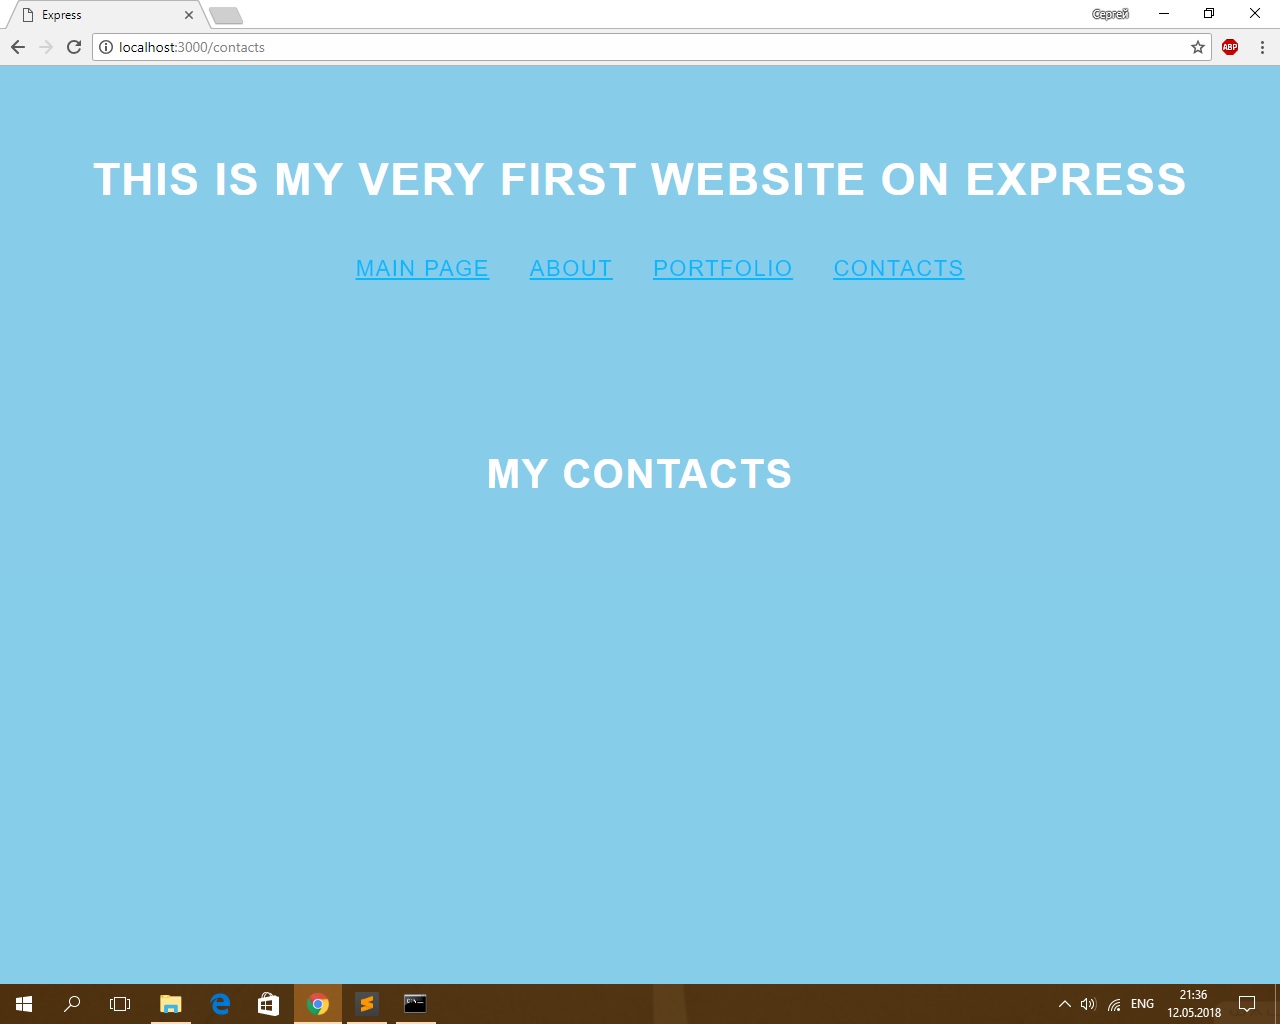 Express
Сергей
localhost:3000/contacts
ABP
THIS IS MY VERY FIRST WEBSITE ON EXPRESS
MAIN PAGE ABOUT PORTFOLIO CONTACTS
MY CONTACTS
ENG
21:36
12.05.2018